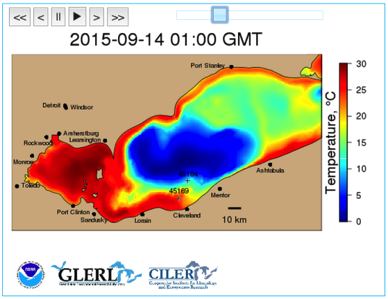 << < || > > >>
2015-09-14 01:00 GMT
Port Stanley
Detroit
Windsor
Amherstburg
Leamington
Rockwood
Monroe
Toledo
Port Clinton
Sandusky
Lorain
Cleveland
Mentor
Ashtabula
45169
10 km
30
25
20
15
10
5
0
Temperature, °C
NOAA
GLERL
CILER